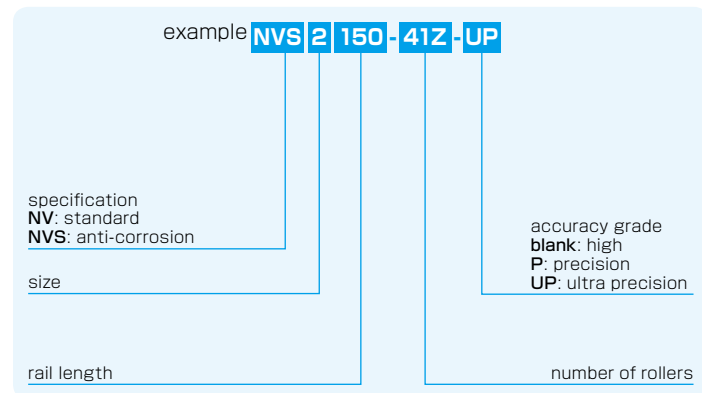 example NVS 2 150 - 41Z - UP
specification
NV: standard
NVS: anti-corrosion
size
rail length
accuracy grade
blank: high
P: precision
UP: ultra precision
number of rollers